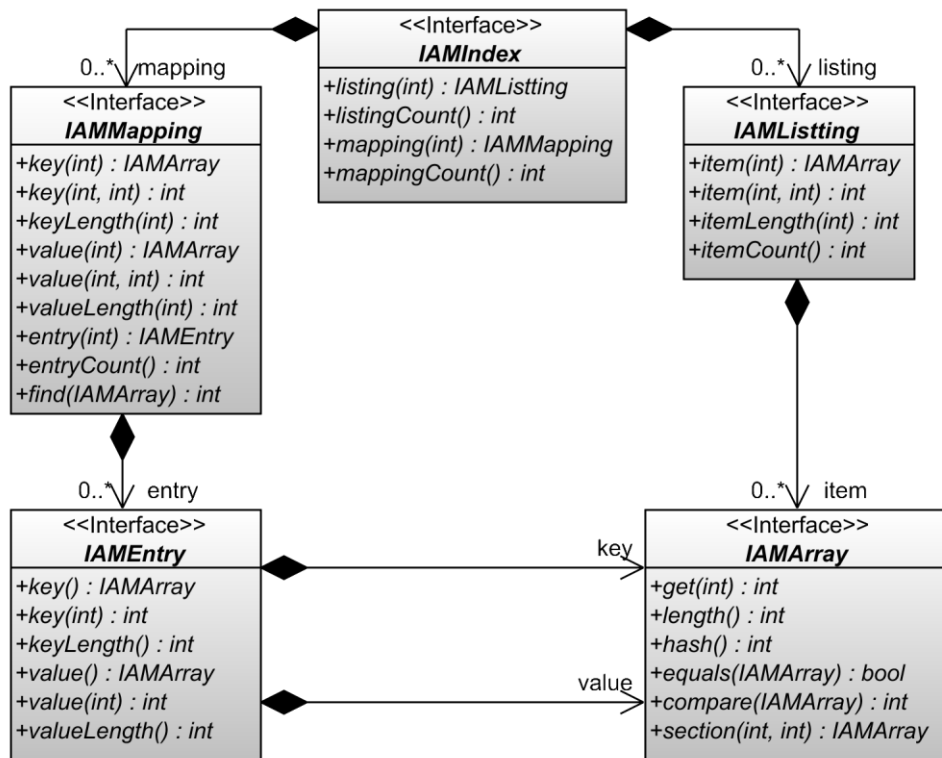 <<Interface>>
IAMIndex
+listing(int) : IAMListting
+listingCount() : int
+mapping(int) : IAMMapping
+mappingCount() : int
0..* mapping
0..* listing
<<Interface>>
IAMMapping
+key(int) : IAMArray
+key(int, int) : int
+keyLength(int) : int
+value(int) : IAMArray
+value(int, int) : int
+valueLength(int) : int
+entry(int) : IAMEntry
+entryCount() : int
+find(IAMArray) : int
<<Interface>>
IAMListting
+item(int) : IAMArray
+item(int, int) : int
+itemLength(int) : int
+itemCount() : int
0..* entry
0..* item
<<Interface>>
IAMEntry
+key() : IAMArray
+key(int) : int
+keyLength() : int
+value() : IAMArray
+value(int) : int
+valueLength() : int
key
value
<<Interface>>
IAMArray
+get(int) : int
+length() : int
+hash() : int
+equals(IAMArray) : bool
+compare(IAMArray) : int
+section(int, int) : IAMArray